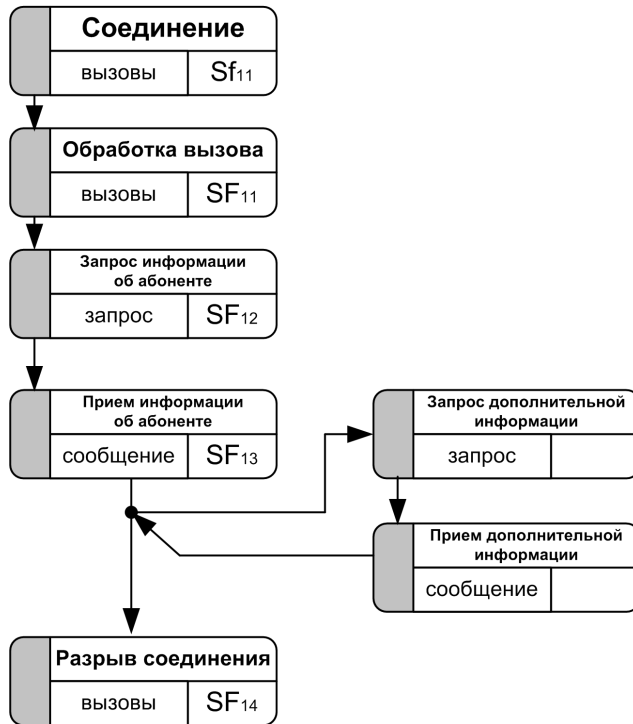 Соединение
вызовы Sf11
Обработка вызова
вызовы SF11
Запрос информации
об абоненте
запрос SF12
Прием информации
об абоненте
сообщение SF13
Запрос дополнительной
информации
запрос
Прием дополнительной
информации
сообщение
Разрыв соединения
вызовы SF14